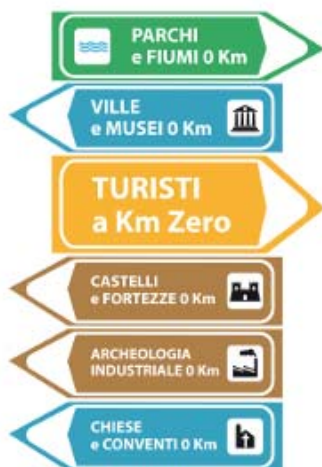 PARCHI
e FIUMI 0 Km
VILLE
e MUSEI 0 Km
TURISTI
a Km Zero
CASTELLI
e FORTEZZE 0 Km
ARCHEOLOGIA
INDUSTRIALE 0 Km
CHIESE
e CONVENTI 0 Km